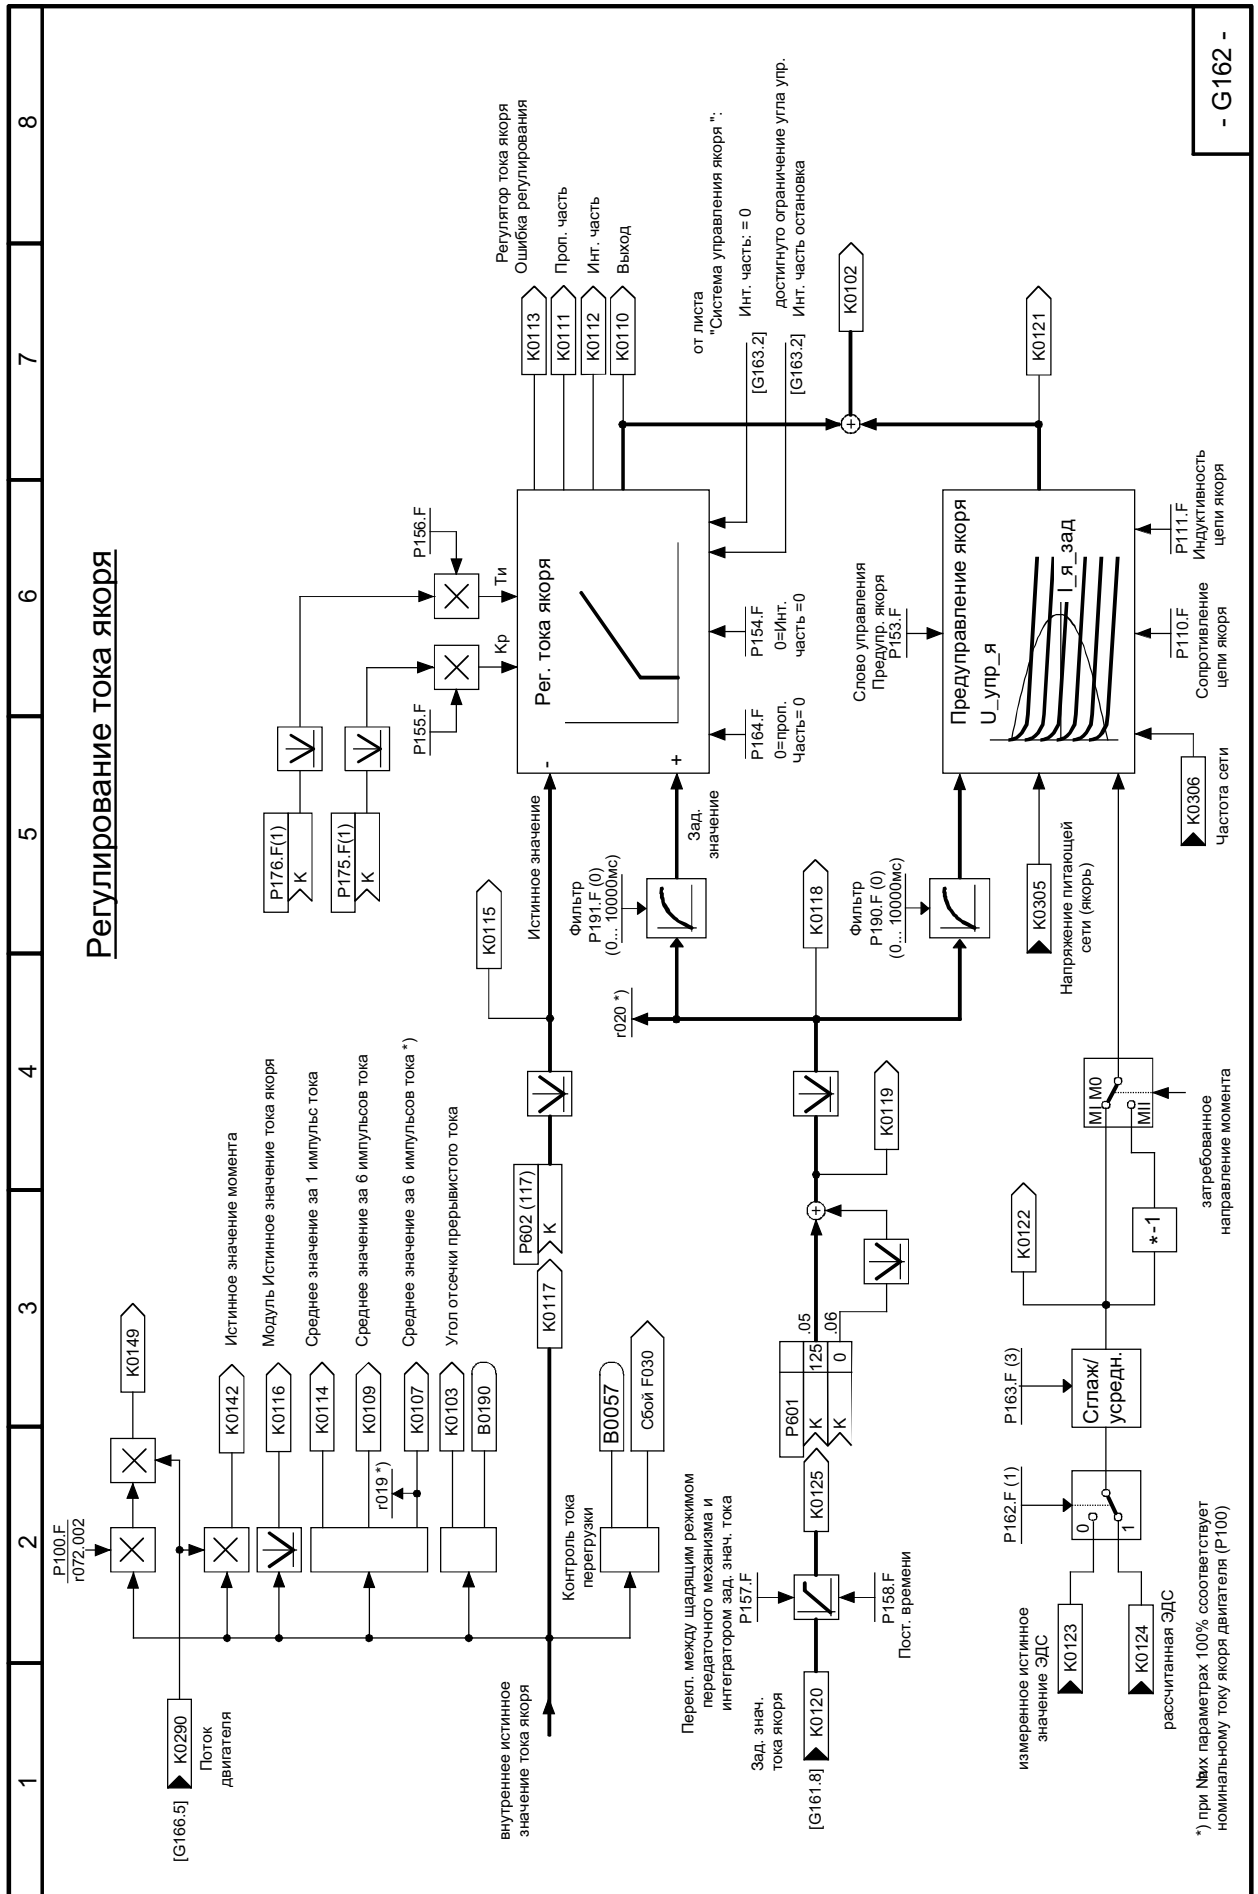 1 2 3 4 5 6 7 8
Регулирование тока якоря
[G166.5]
K0290
Поток
двигателя
P100.F
r072.002
K0149
K0142
Истинное значение момента
K0116
Модуль Истинное значение тока якоря
K0114
Среднее значение за 1 импульс тока
K0109
Среднее значение за 6 импульсов тока
r019 *)
K0107
Среднее значение за 6 импульсов тока *)
K0103
Угол отсечки прерывистого тока
B0190
внутреннее истинное
значение тока якоря
Контроль тока
перегрузки
B0057
Сбой F030
K0117
P602 (117)
K
K0115
Истинное значение
P176.F(1)
K
P175.F(1)
K
P155.F
P156.F
Кр
Ти
Рег. тока якоря
-
+
K0113
Регулятор тока якоря
Ошибка регулирования
K0111
Проп. часть
K0112
Инт. часть
K0110
Выход
P164.F
0=проп.
Часть= 0
P154.F
0=Инт.
часть =0
от листа
"Система управления якоря ":
Инт. часть: = 0
[G163.2]
достигнуто ограничение угла упр.
Инт. часть остановка
[G163.2]
Фильтр
P191.F (0)
(0... 10000мс)
Зад.
значение
r020 *)
Перекл. между щадящим режимом
передаточного механизма и
интегратором зад. знач. тока
P157.F
Зад. знач.
тока якоря
[G161.8]
K0120
P158.F
Пост. времени
K0125
P601
K
K
125
0
.05
.06
+
K0119
K0118
Фильтр
P190.F (0)
(0... 10000мс)
Слово управления
Предупр. якоря
P153.F
Предуправление якоря
U_упр_я
I_я_зад
+
K0102
K0121
K0305
Напряжение питающей
сети (якорь)
K0306
Частота сети
P110.F
Сопротивление
цепи якоря
P111.F
Индуктивность
цепи якоря
измеренное истинное
значение ЭДС
K0123
K0124
рассчитанная ЭДС
P162.F (1)
0
1
P163.F (3)
Сглаж/
усредн.
K0122
*-1
MI M0
MII
затребованное
направление момента
*) при Nвих параметрах 100% ссоответствует
номинальному току якоря двигателя (P100)
- G162 -